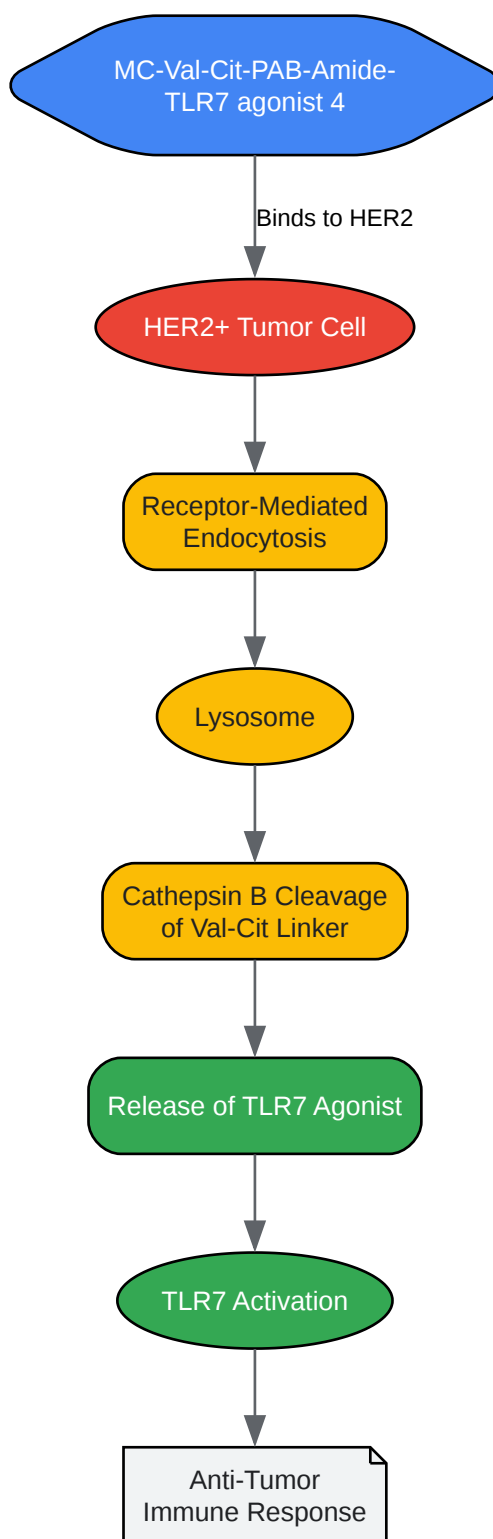 MC-Val-Cit-PAB-Amide-
TLR7 agonist 4
Binds to HER2
HER2+ Tumor Cell
Receptor-Mediated
Endocytosis
Lysosome
Cathepsin B Cleavage
of Val-Cit Linker
Release of TLR7 Agonist
TLR7 Activation
Anti-Tumor
Immune Response